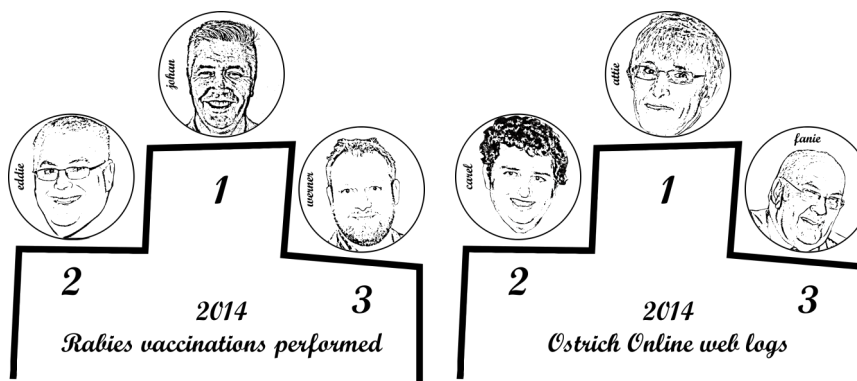 johan
eddie
werner
1
2
3
2014
Rabies vaccinations performed
attie
carel
fanie
1
2
3
2014
Ostrich Online web logs